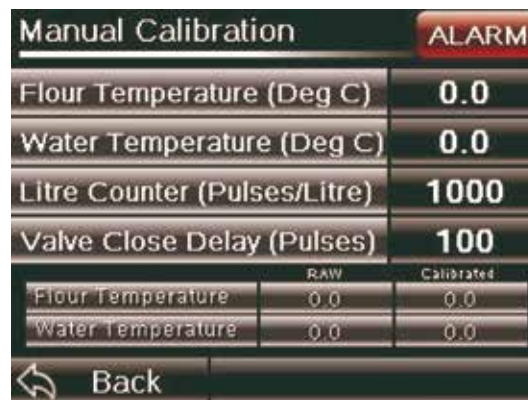 Manual Calibration ALARM
Flour Temperature (Deg C) 0.0
Water Temperature (Deg C) 0.0
Litre Counter (Pulses/Litre) 1000
Valve Close Delay (Pulses) 100
RAW Calibrated
Flour Temperature 0.0 0.0
Water Temperature 0.0 0.0
Back